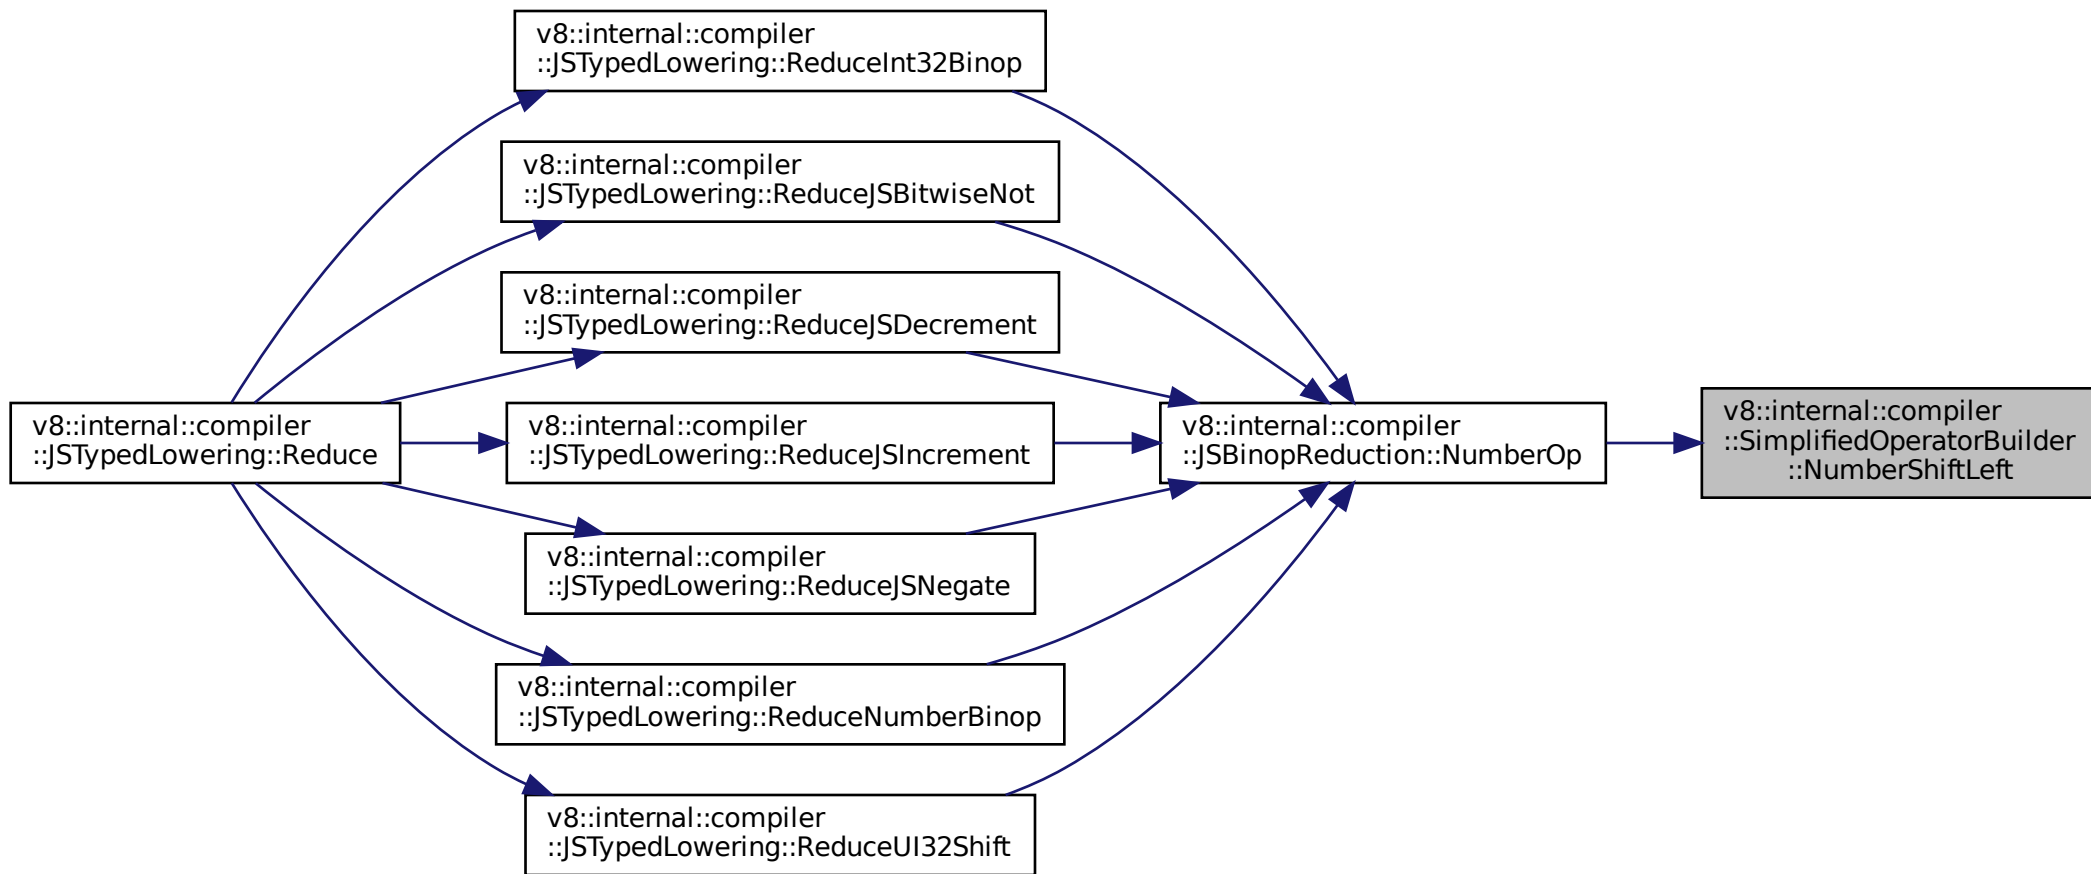 v8::internal::compiler
::JSTypedLowering::ReduceInt32Binop
v8::internal::compiler
::JSTypedLowering::ReduceJSBitwiseNot
v8::internal::compiler
::JSTypedLowering::ReduceJSDecrement
v8::internal::compiler
::JSTypedLowering::Reduce
v8::internal::compiler
::JSTypedLowering::ReduceJSIncrement
v8::internal::compiler
::JSBinopReduction::NumberOp
v8::internal::compiler
::SimplifiedOperatorBuilder
::NumberShiftLeft
v8::internal::compiler
::JSTypedLowering::ReduceJSNegate
v8::internal::compiler
::JSTypedLowering::ReduceNumberBinop
v8::internal::compiler
::JSTypedLowering::ReduceUI32Shift